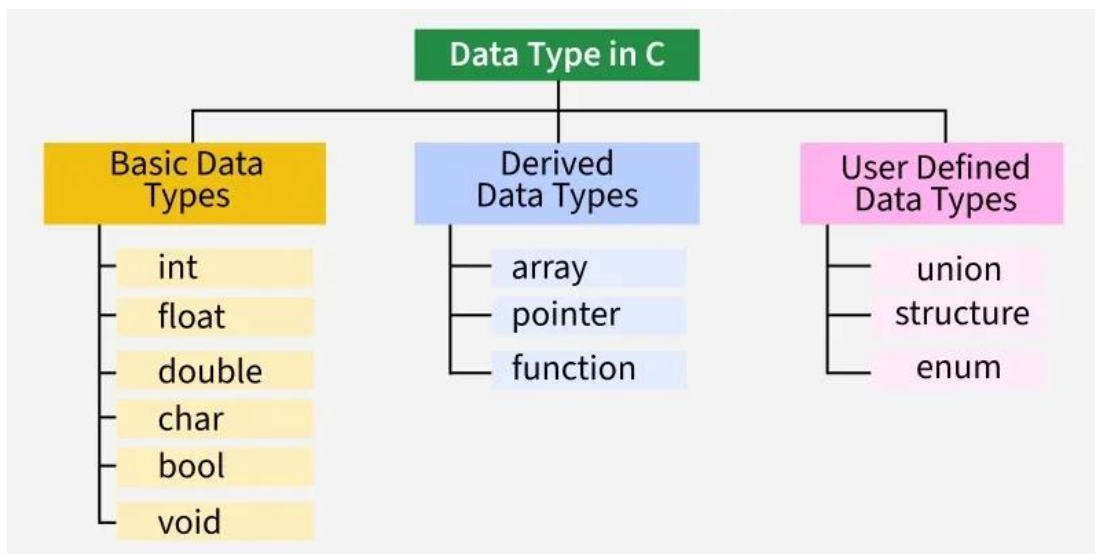 Data Type in C
Basic Data
Types
int
float
double
char
bool
void
Derived
Data Types
array
pointer
function
User Defined
Data Types
union
structure
enum